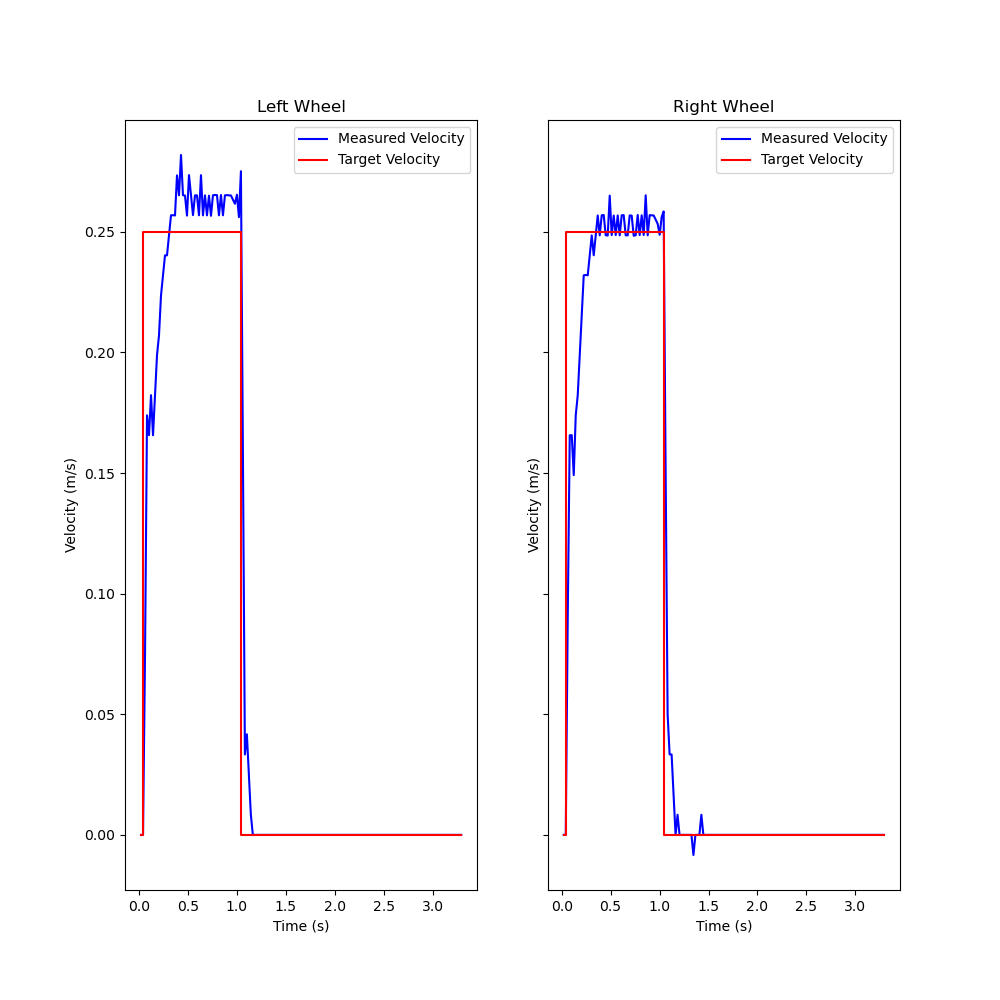 Left Wheel
Measured Velocity
Target Velocity
Velocity (m/s)
0.25
0.20
0.15
0.10
0.05
0.00
0.0 0.5 1.0 1.5 2.0 2.5 3.0
Time (s)
Right Wheel
Measured Velocity
Target Velocity
Velocity (m/s)
0.0 0.5 1.0 1.5 2.0 2.5 3.0
Time (s)